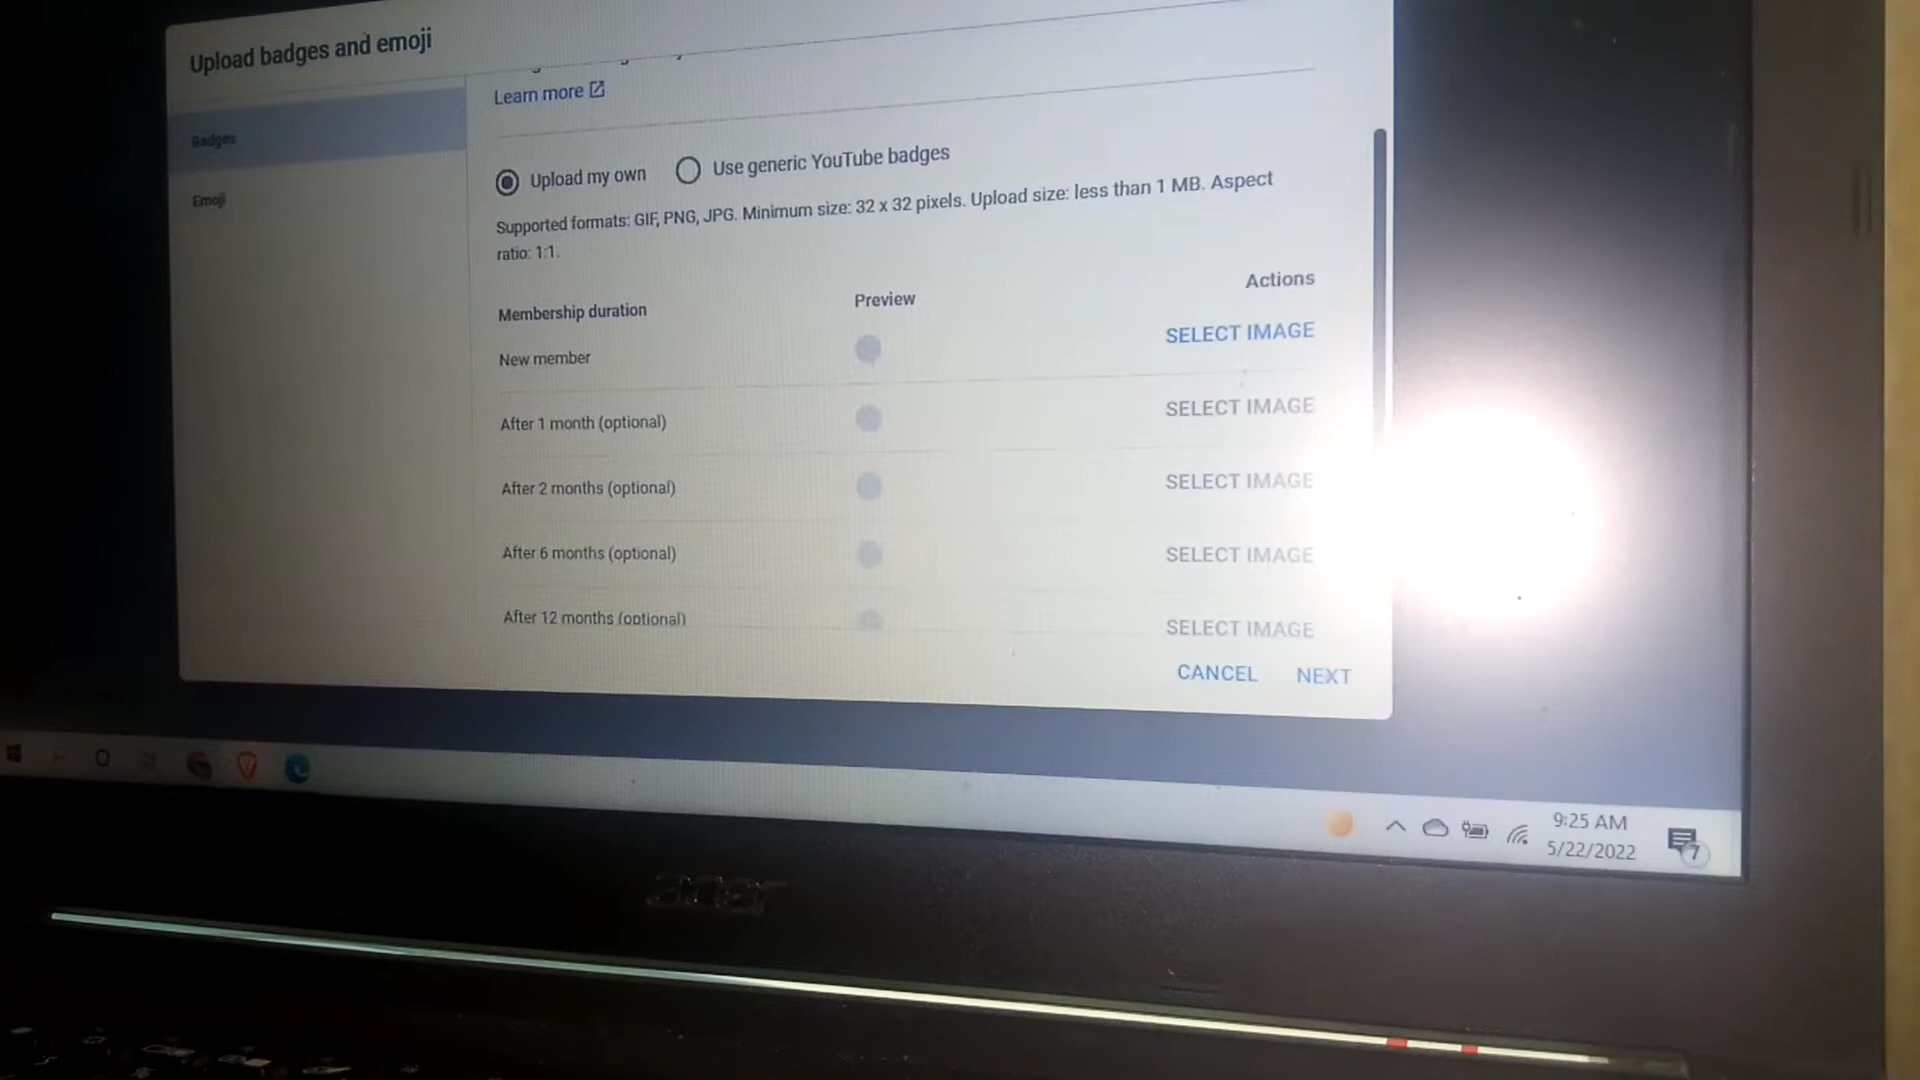 Upload badges and emoji
Learn more
Badges
Emoji
Upload my own
Use generic YouTube badges
Supported formats: GIF, PNG, JPG. Minimum size: 32 x 32 pixels. Upload size: less than 1 MB. Aspect
ratio: 1:1.
Membership duration
Preview
Actions
New member
SELECT IMAGE
After 1 month (optional)
SELECT IMAGE
After 2 months (optional)
SELECT IMAGE
After 6 months (optional)
SELECT IMAGE
After 12 months (optional)
SELECT IMAGE
CANCEL
NEXT
9:25 AM
5/22/2022
7
acer